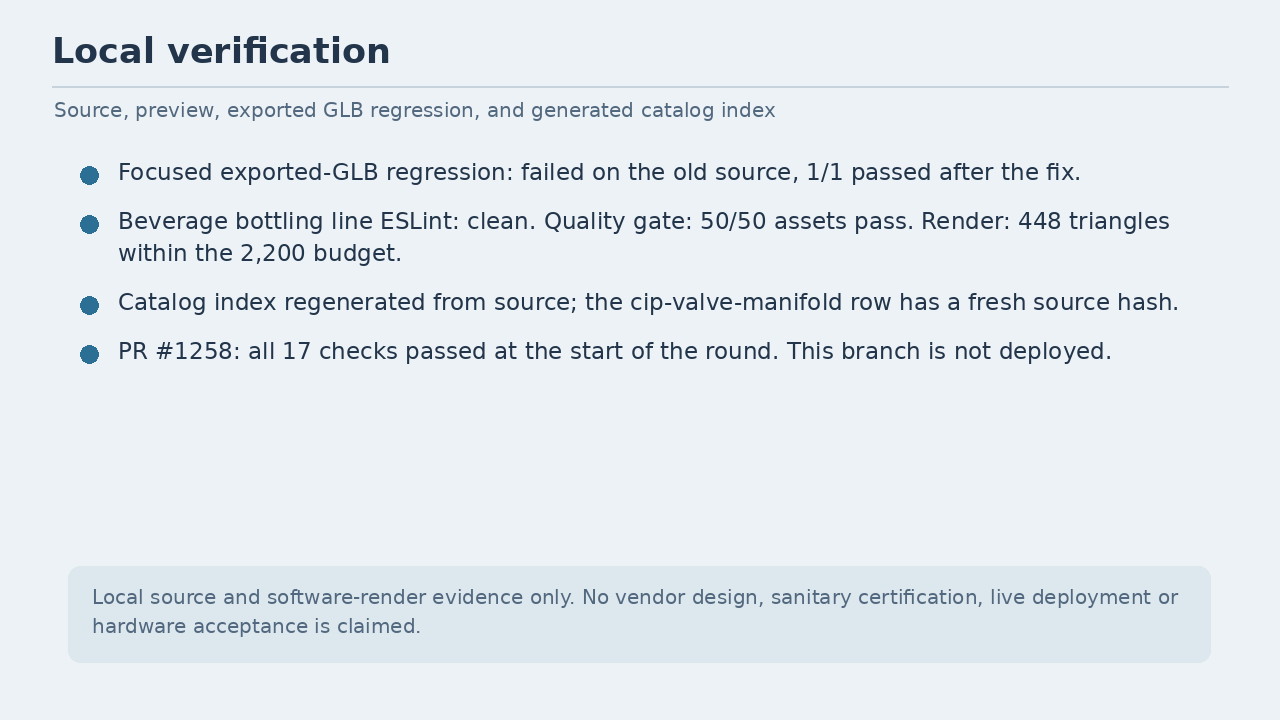 Local verification
Source, preview, exported GLB regression, and generated catalog index
Focused exported-GLB regression: failed on the old source, 1/1 passed after the fix.
Beverage bottling line ESLint: clean. Quality gate: 50/50 assets pass. Render: 448 triangles
within the 2,200 budget.
Catalog index regenerated from source; the cip-valve-manifold row has a fresh source hash.
PR #1258: all 17 checks passed at the start of the round. This branch is not deployed.
Local source and software-render evidence only. No vendor design, sanitary certification, live deployment or
hardware acceptance is claimed.